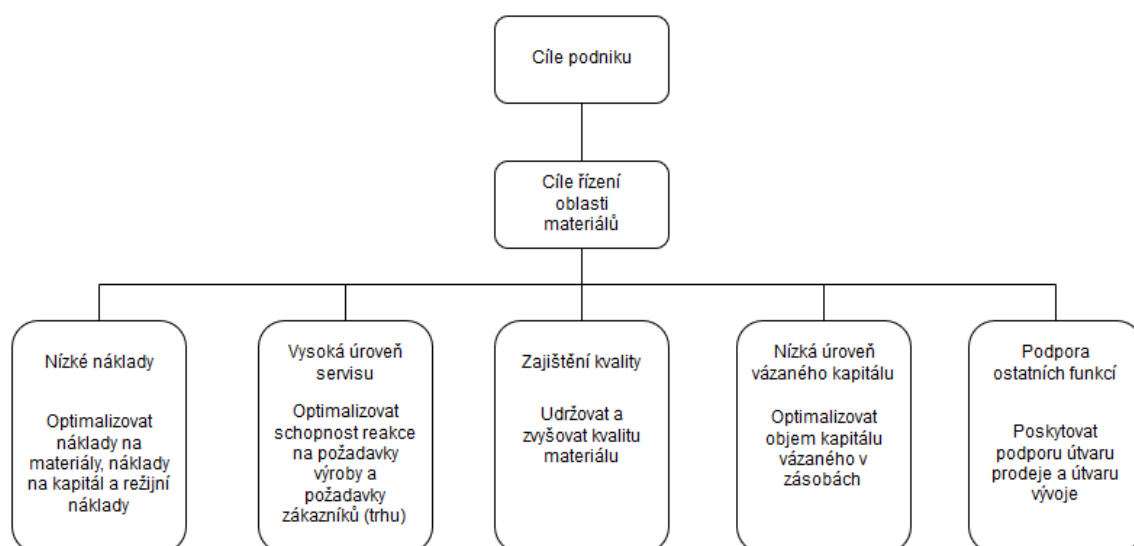 Cíle podniku
Cíle řízení
oblasti
materiálů
Nízké náklady
Optimalizovat
náklady na
materiály, náklady
na kapitál a režijní
náklady
Vysoká úroveň
servisu
Optimalizovat
schopnost reakce
na požadavky
výroby a
požadavky
zákazníků (trhu)
Zajištění kvality
Udržovat a
zvyšovat kvalitu
materiálu
Nízká úroveň
vázaného kapitálu
Optimalizovat
objem kapitálu
vázaného v
zásobách
Podpora
ostatních funkcí
Poskytovat
podporu útvaru
prodeje a útvaru
vývoje